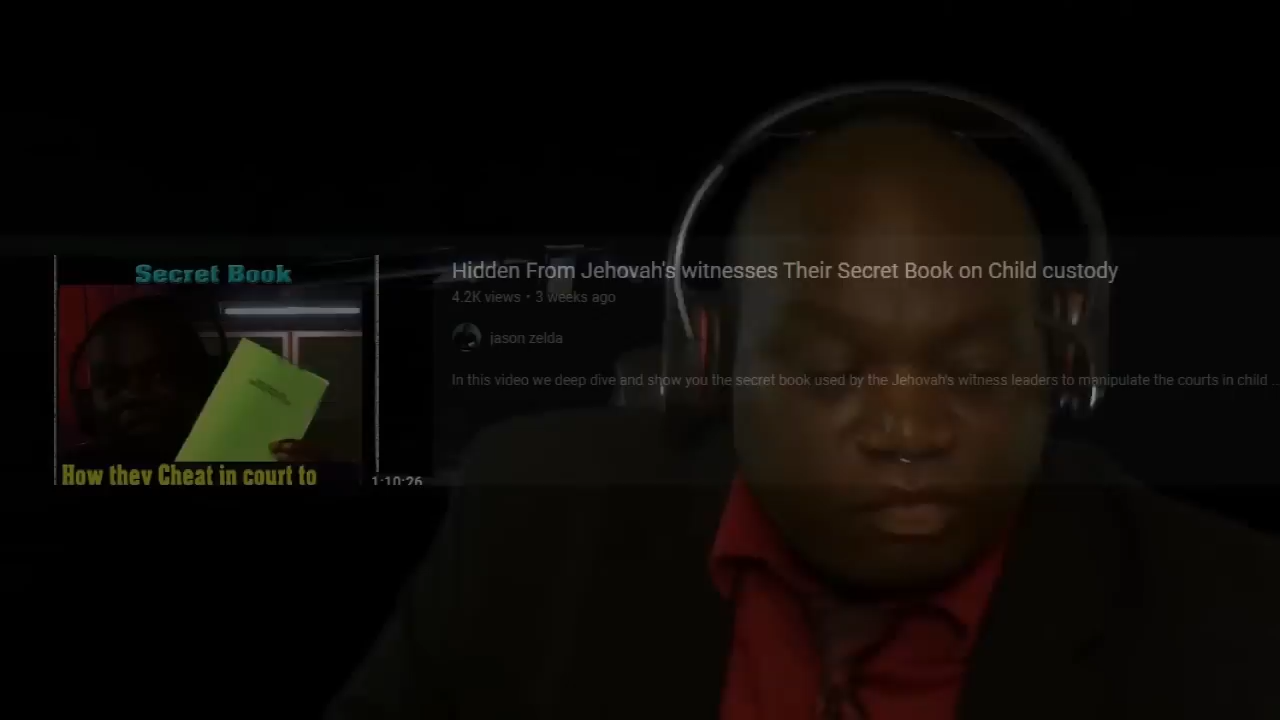 Secret Book
How they Cheat in court to
1:10:26
Hidden From Jehovah's witnesses Their Secret Book on Child custody
4.2K views • 3 weeks ago
jason zelda
In this video we deep dive and show you the secret book used by the Jehovah's witness leaders to manipulate the courts in child ...